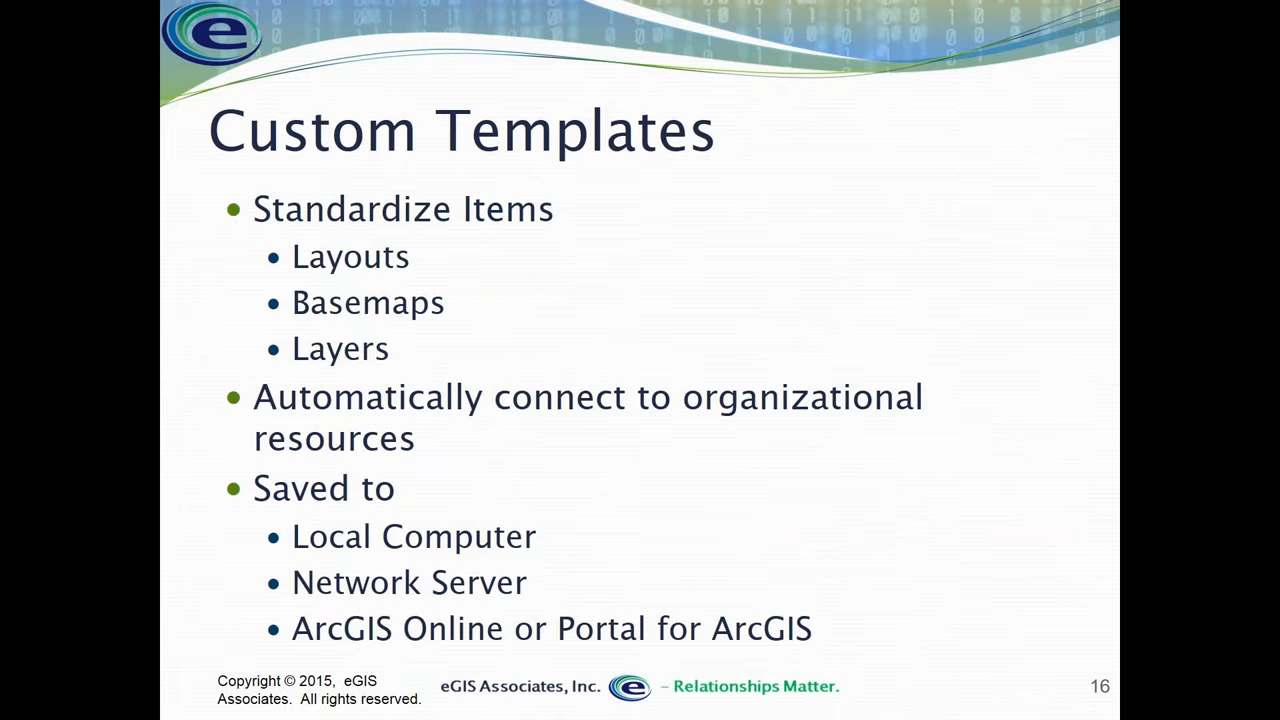 e
Custom Templates
• Standardize Items
• Layouts
• Basemaps
• Layers
• Automatically connect to organizational
resources
• Saved to
• Local Computer
• Network Server
• ArcGIS Online or Portal for ArcGIS
Copyright © 2015, eGIS
Associates. All rights reserved.
eGIS Associates, Inc. e – Relationships Matter.
16